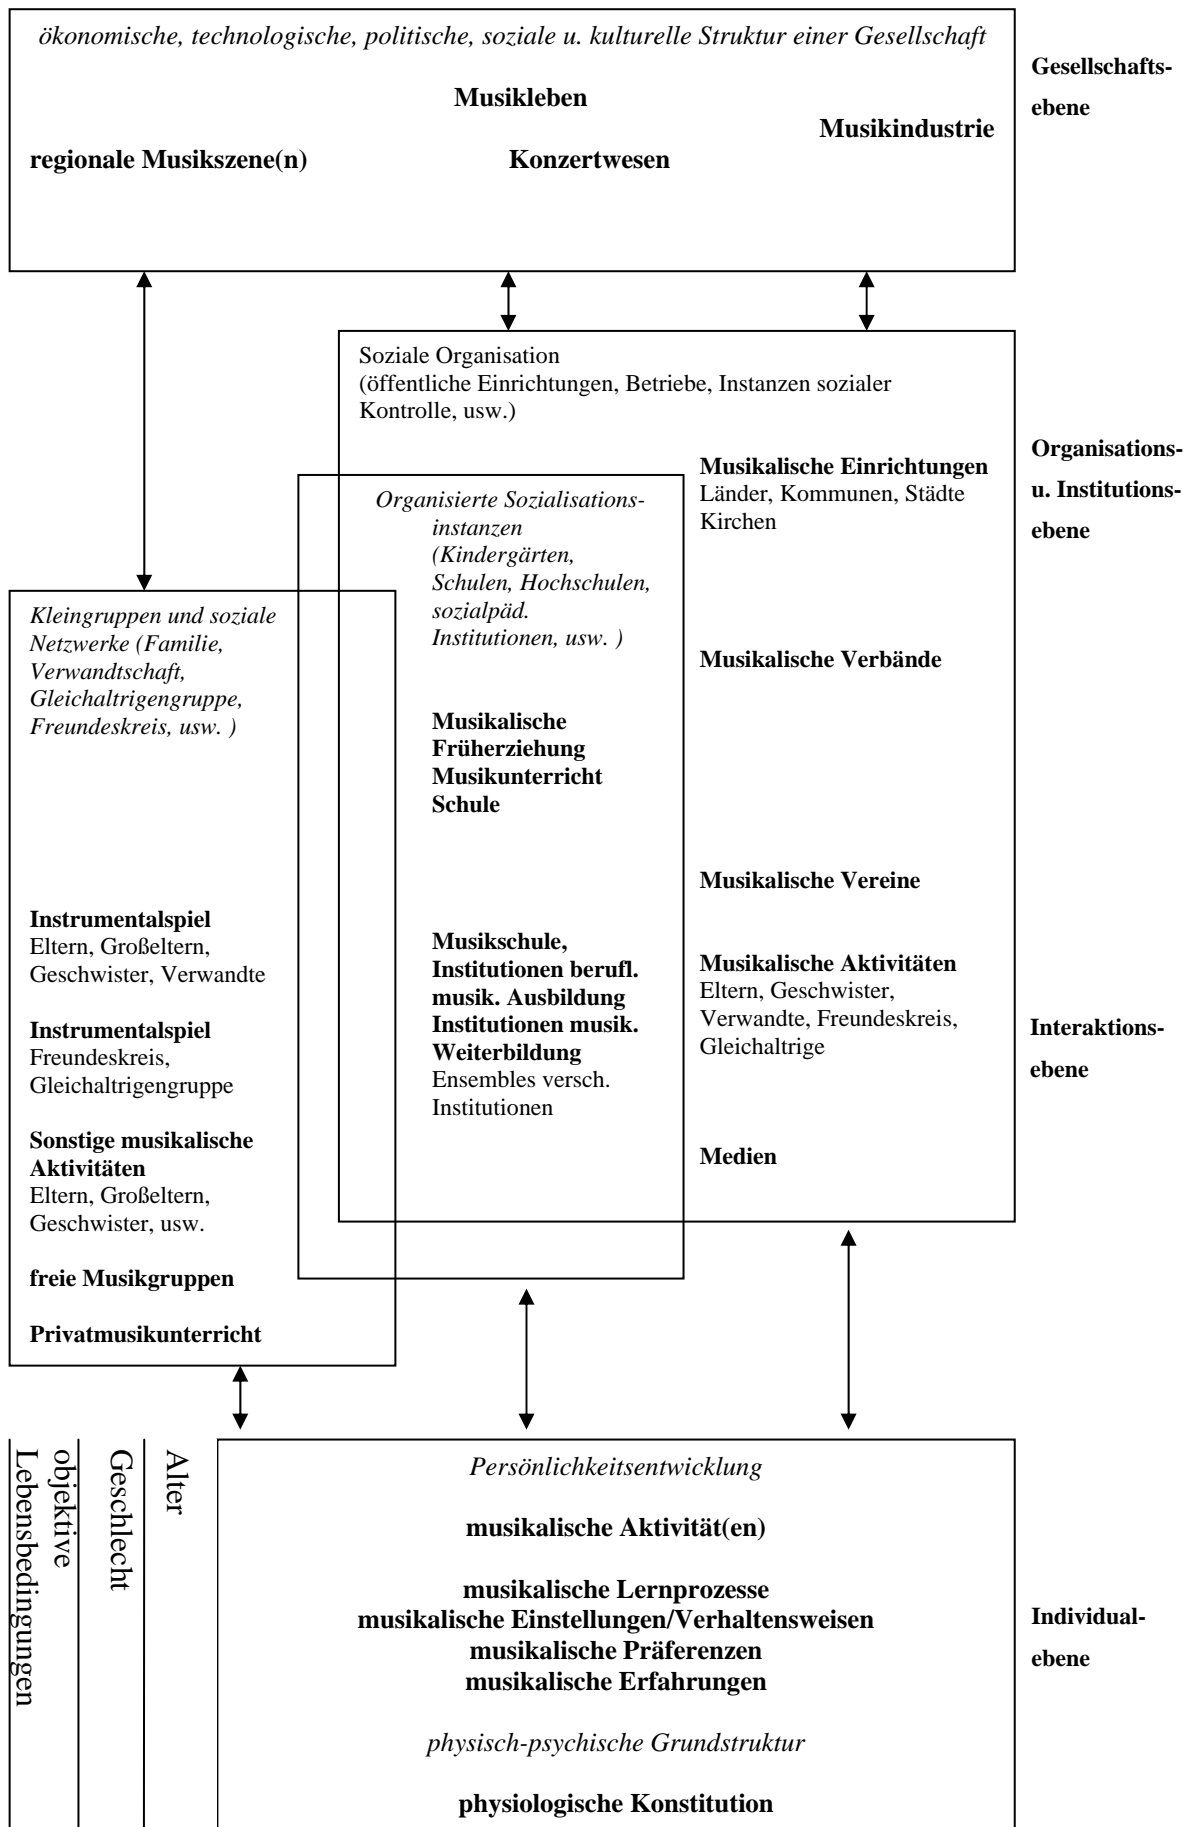 ökonomische, technologische, politische, soziale u. kulturelle Struktur einer Gesellschaft
Musikleben
Musikindustrie
regionale Musikszene(n)
Konzertwesen
Gesellschafts-
ebene
Soziale Organisation
(öffentliche Einrichtungen, Betriebe, Instanzen sozialer
Kontrolle, usw.)
Musikalische Einrichtungen
Länder, Kommunen, Städte
Kirchen
Musikalische Verbände
Musikalische Vereine
Musikalische Aktivitäten
Eltern, Geschwister,
Verwandte, Freundeskreis,
Gleichaltrige
Medien
Organisations-
u. Institutions-
ebene
Organisierte Sozialisations-
instanzen
(Kindergärten,
Schulen, Hochschulen,
sozialpäd.
Institutionen, usw. )
Musikalische
Früherziehung
Musikunterricht
Schule
Musikschule,
Institutionen berufl.
musik. Ausbildung
Institutionen musik.
Weiterbildung
Ensembles versch.
Institutionen
Kleingruppen und soziale
Netzwerke (Familie,
Verwandtschaft,
Gleichaltrigengruppe,
Freundeskreis, usw. )
Instrumentalspiel
Eltern, Großeltern,
Geschwister, Verwandte
Instrumentalspiel
Freundeskreis,
Gleichaltrigengruppe
Sonstige musikalische
Aktivitäten
Eltern, Großeltern,
Geschwister, usw.
freie Musikgruppen
Privatmusikunterricht
Interaktions-
ebene
objektive
Lebensbedingungen
Geschlecht
Alter
Persönlichkeitsentwicklung
musikalische Aktivität(en)
musikalische Lernprozesse
musikalische Einstellungen/Verhaltensweisen
musikalische Präferenzen
musikalische Erfahrungen
physisch-psychische Grundstruktur
physiologische Konstitution
Individual-
ebene